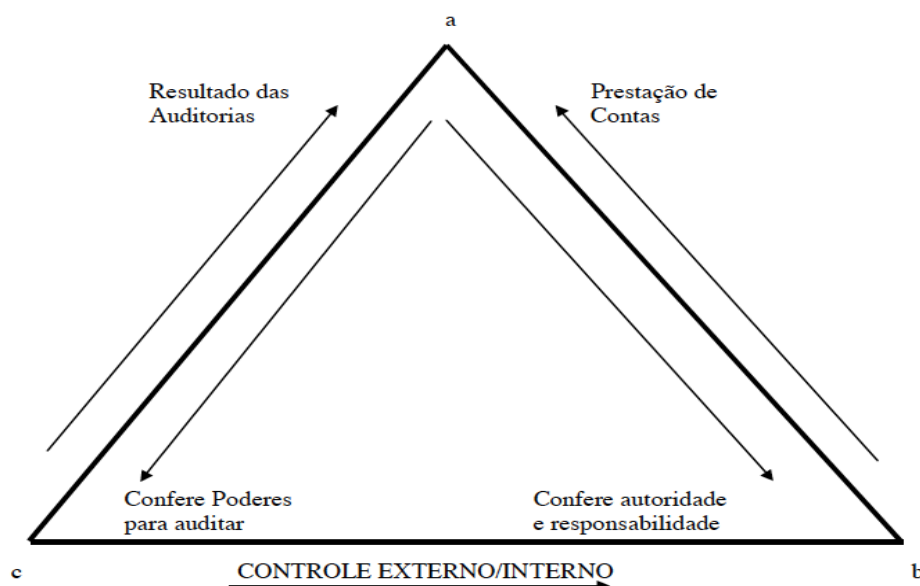 a
Resultado das
Auditorias
Prestação de
Contas
Confere Poderes
para auditar
Confere autoridade
e responsabilidade
c
CONTROLE EXTERNO/INTERNO
b